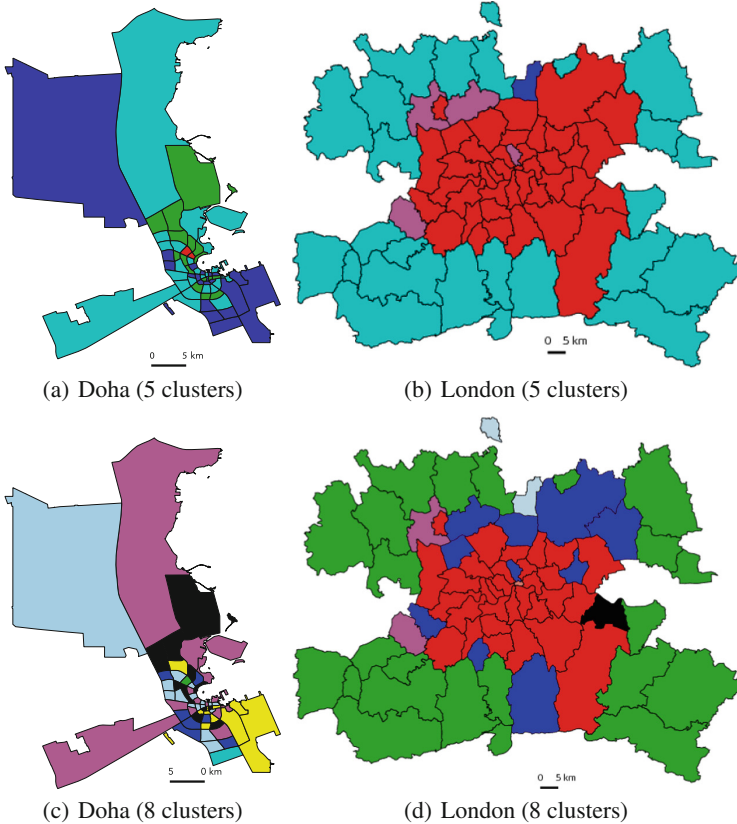 0 5 km
0 5 km
(a) Doha (5 clusters)
(b) London (5 clusters)
5 0 km
0 5 km
(c) Doha (8 clusters)
(d) London (8 clusters)